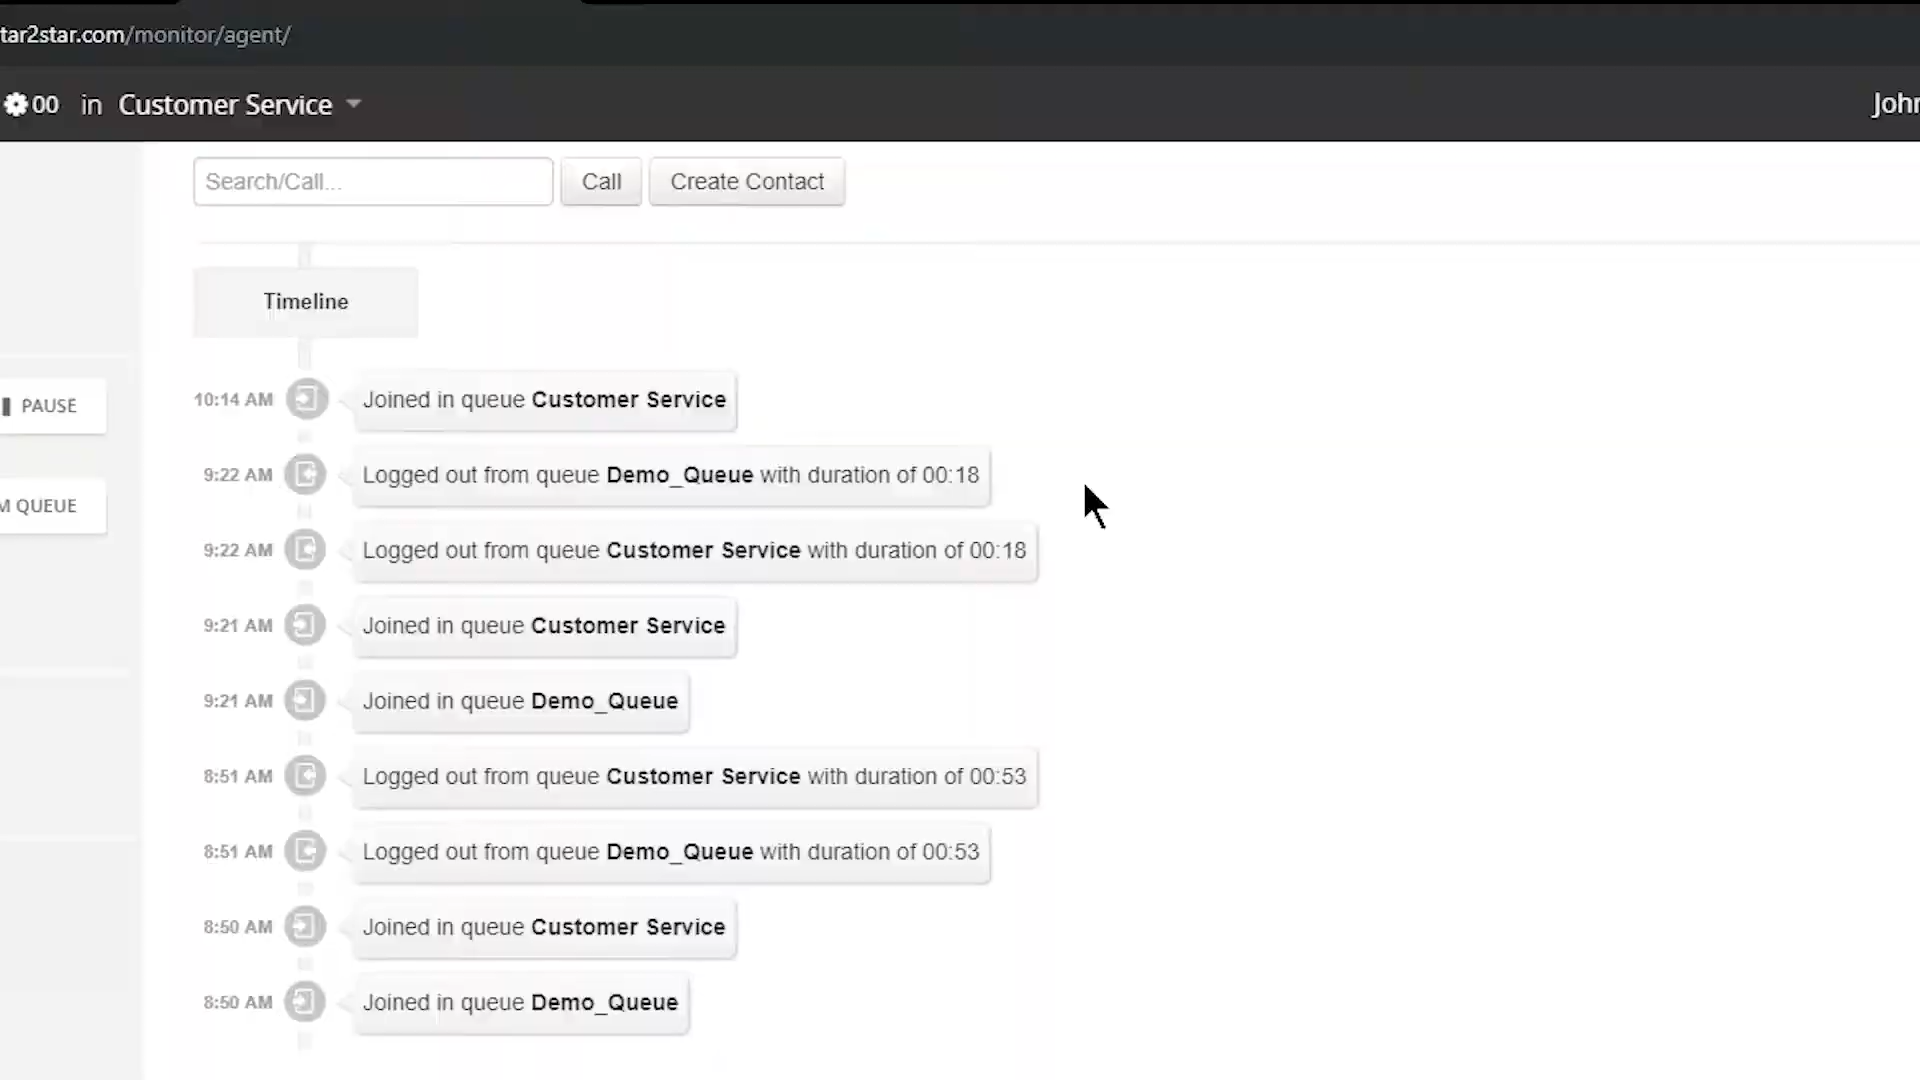 tar2star.com/monitor/agent/
00 in Customer Service
John
Search/Call...
Call
Create Contact
Timeline
PAUSE
M QUEUE
10:14 AM Joined in queue Customer Service
9:22 AM Logged out from queue Demo_Queue with duration of 00:18
9:22 AM Logged out from queue Customer Service with duration of 00:18
9:21 AM Joined in queue Customer Service
9:21 AM Joined in queue Demo_Queue
8:51 AM Logged out from queue Customer Service with duration of 00:53
8:51 AM Logged out from queue Demo_Queue with duration of 00:53
8:50 AM Joined in queue Customer Service
8:50 AM Joined in queue Demo_Queue